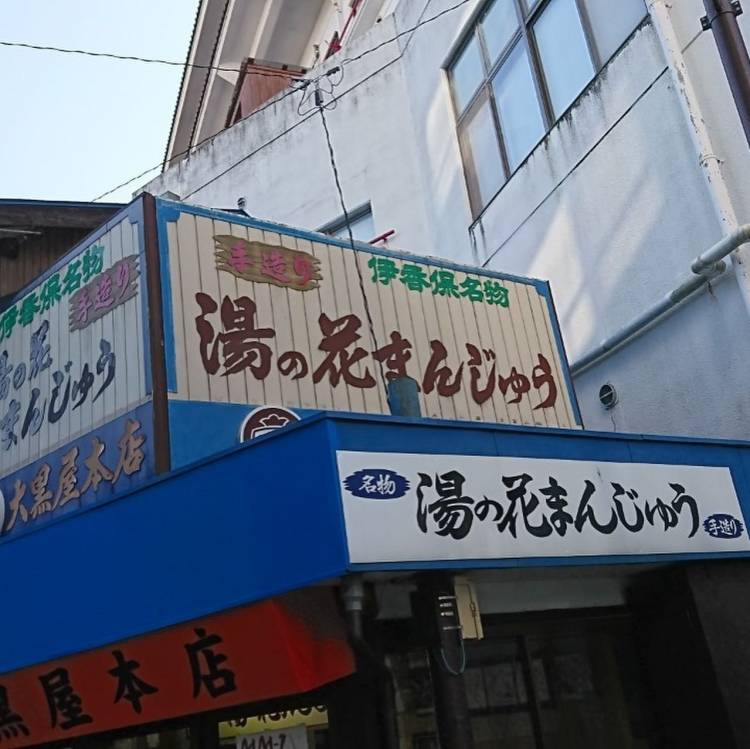 伊香保名物
手造り
湯の花
まんじゅう
大黒屋本店
手造り
伊香保名物
湯の花まんじゅう
名物
湯の花まんじゅう
手造り
黒屋本店